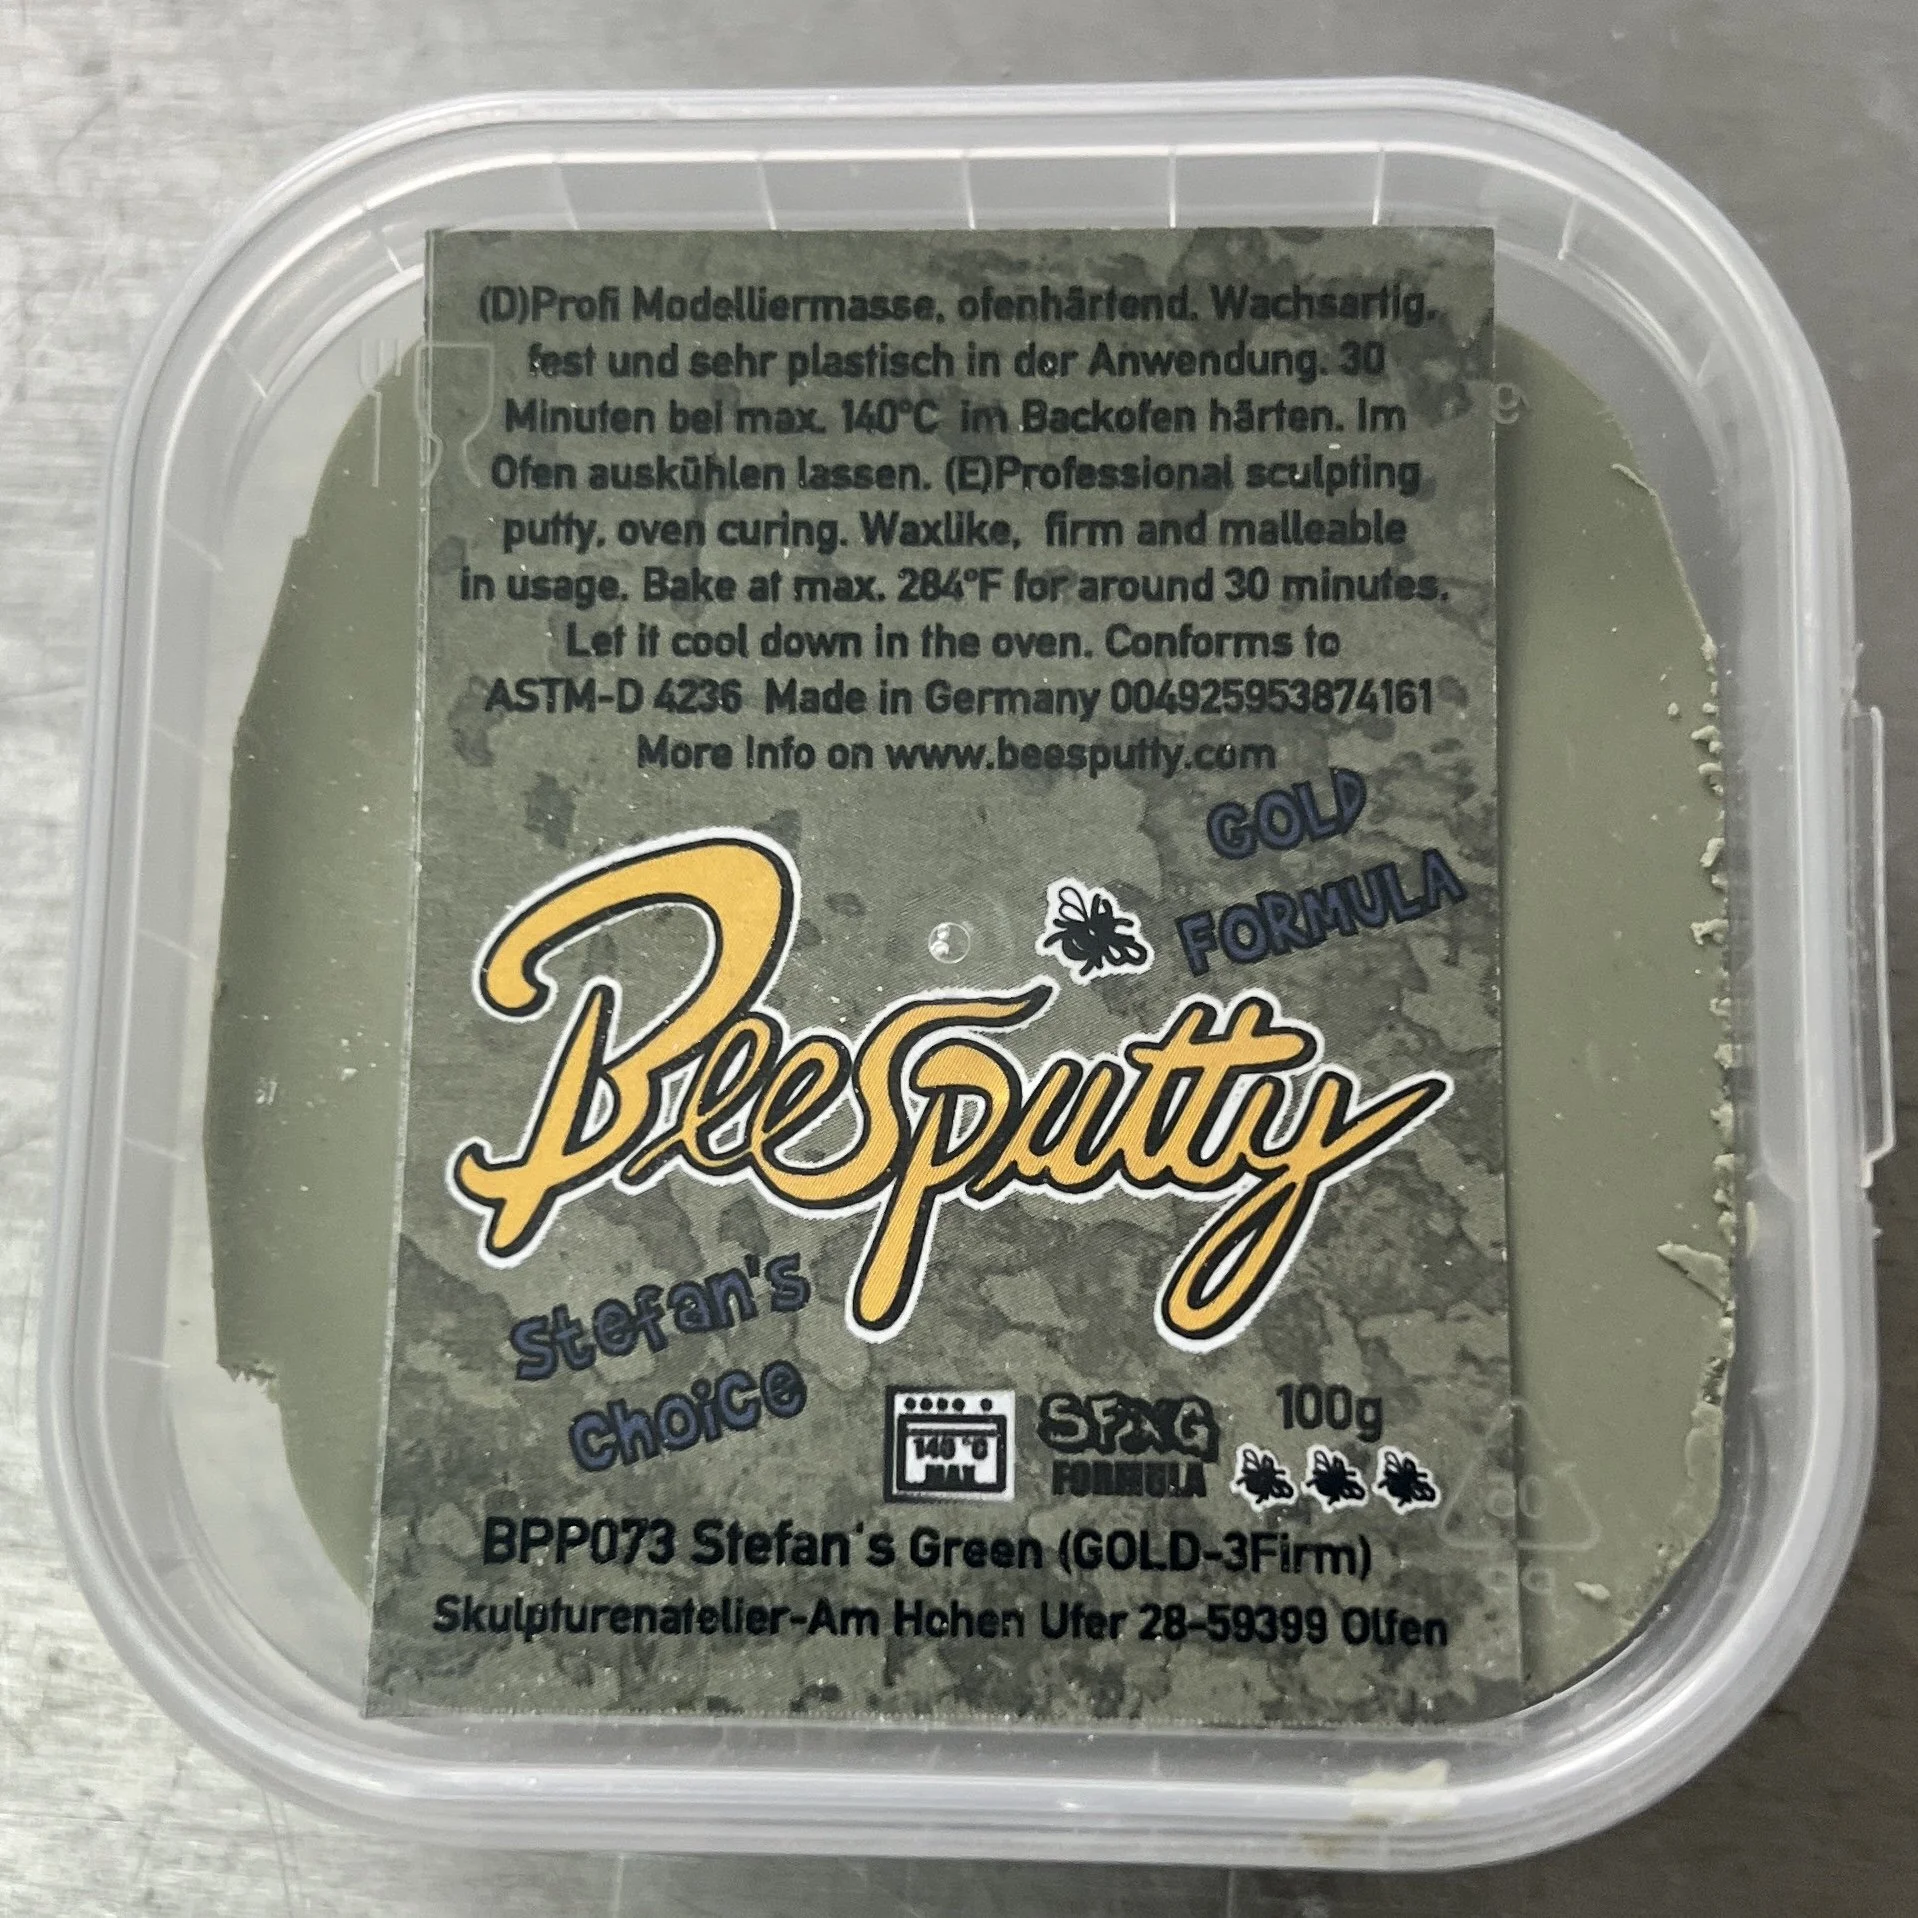 (D)Profi Modelliermasse, ofenhärtend. Wachsartig,
fest und sehr plastisch in der Anwendung. 30
Minuten bei max. 140°C im Backofen härten. Im
Ofen auskühlen lassen. (E)Professional sculpting
putty, oven curing. Waxlike, firm and malleable
in usage. Bake at max. 284°F for around 30 minutes.
Let it cool down in the oven. Conforms to
ASTM-D 4236 Made in Germany 004925953874161
More Info on www.beesputty.com
GOLD
FORMULA
BeesPutty
Stefan's
choice
140 °C
MAX
FORMULA
100g
BPP073 Stefan's Green (GOLD-3Firm)
Skulpturenatelier-Am Hohen Ufer 28-59399 Olfen